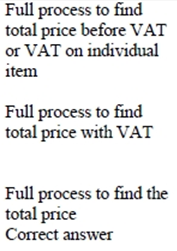 Full process to find
total price before VAT
or VAT on individual
item
Full process to find
total price with VAT
Full process to find the
total price
Correct answer